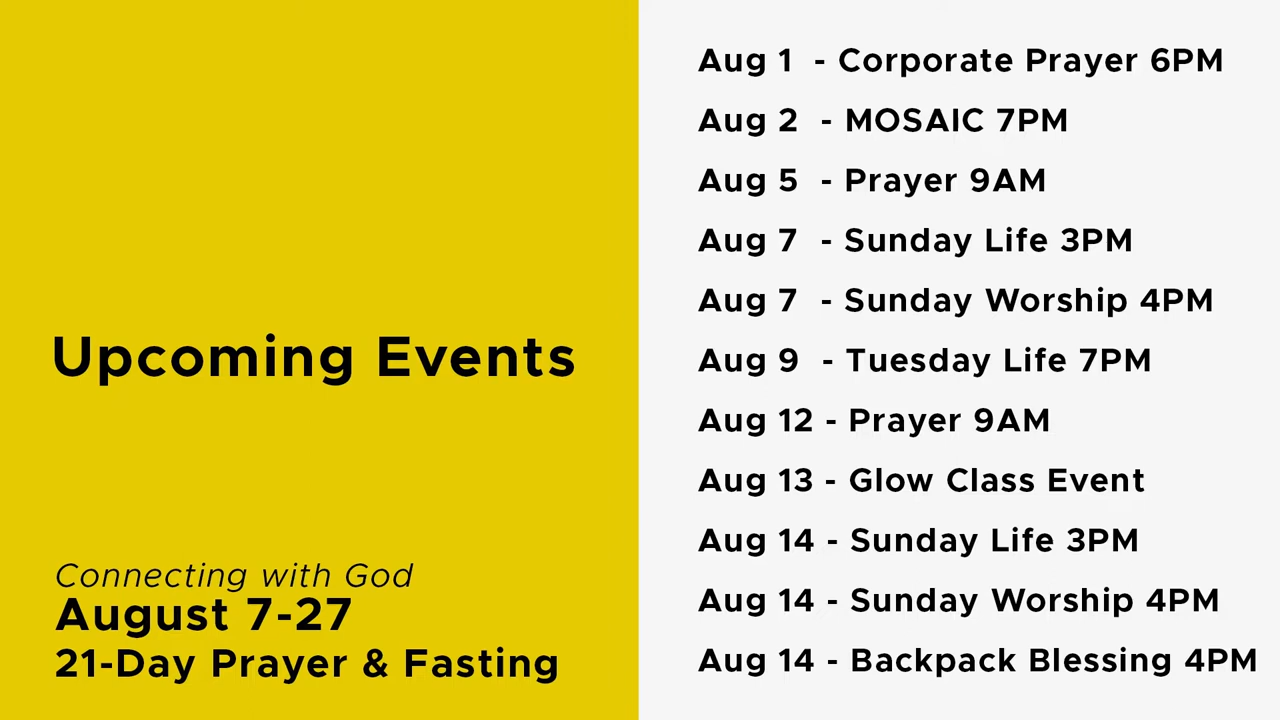 Upcoming Events
Connecting with God
August 7-27
21-Day Prayer & Fasting
Aug 1 - Corporate Prayer 6PM
Aug 2 - MOSAIC 7PM
Aug 5 - Prayer 9AM
Aug 7 - Sunday Life 3PM
Aug 7 - Sunday Worship 4PM
Aug 9 - Tuesday Life 7PM
Aug 12 - Prayer 9AM
Aug 13 - Glow Class Event
Aug 14 - Sunday Life 3PM
Aug 14 - Sunday Worship 4PM
Aug 14 - Backpack Blessing 4PM